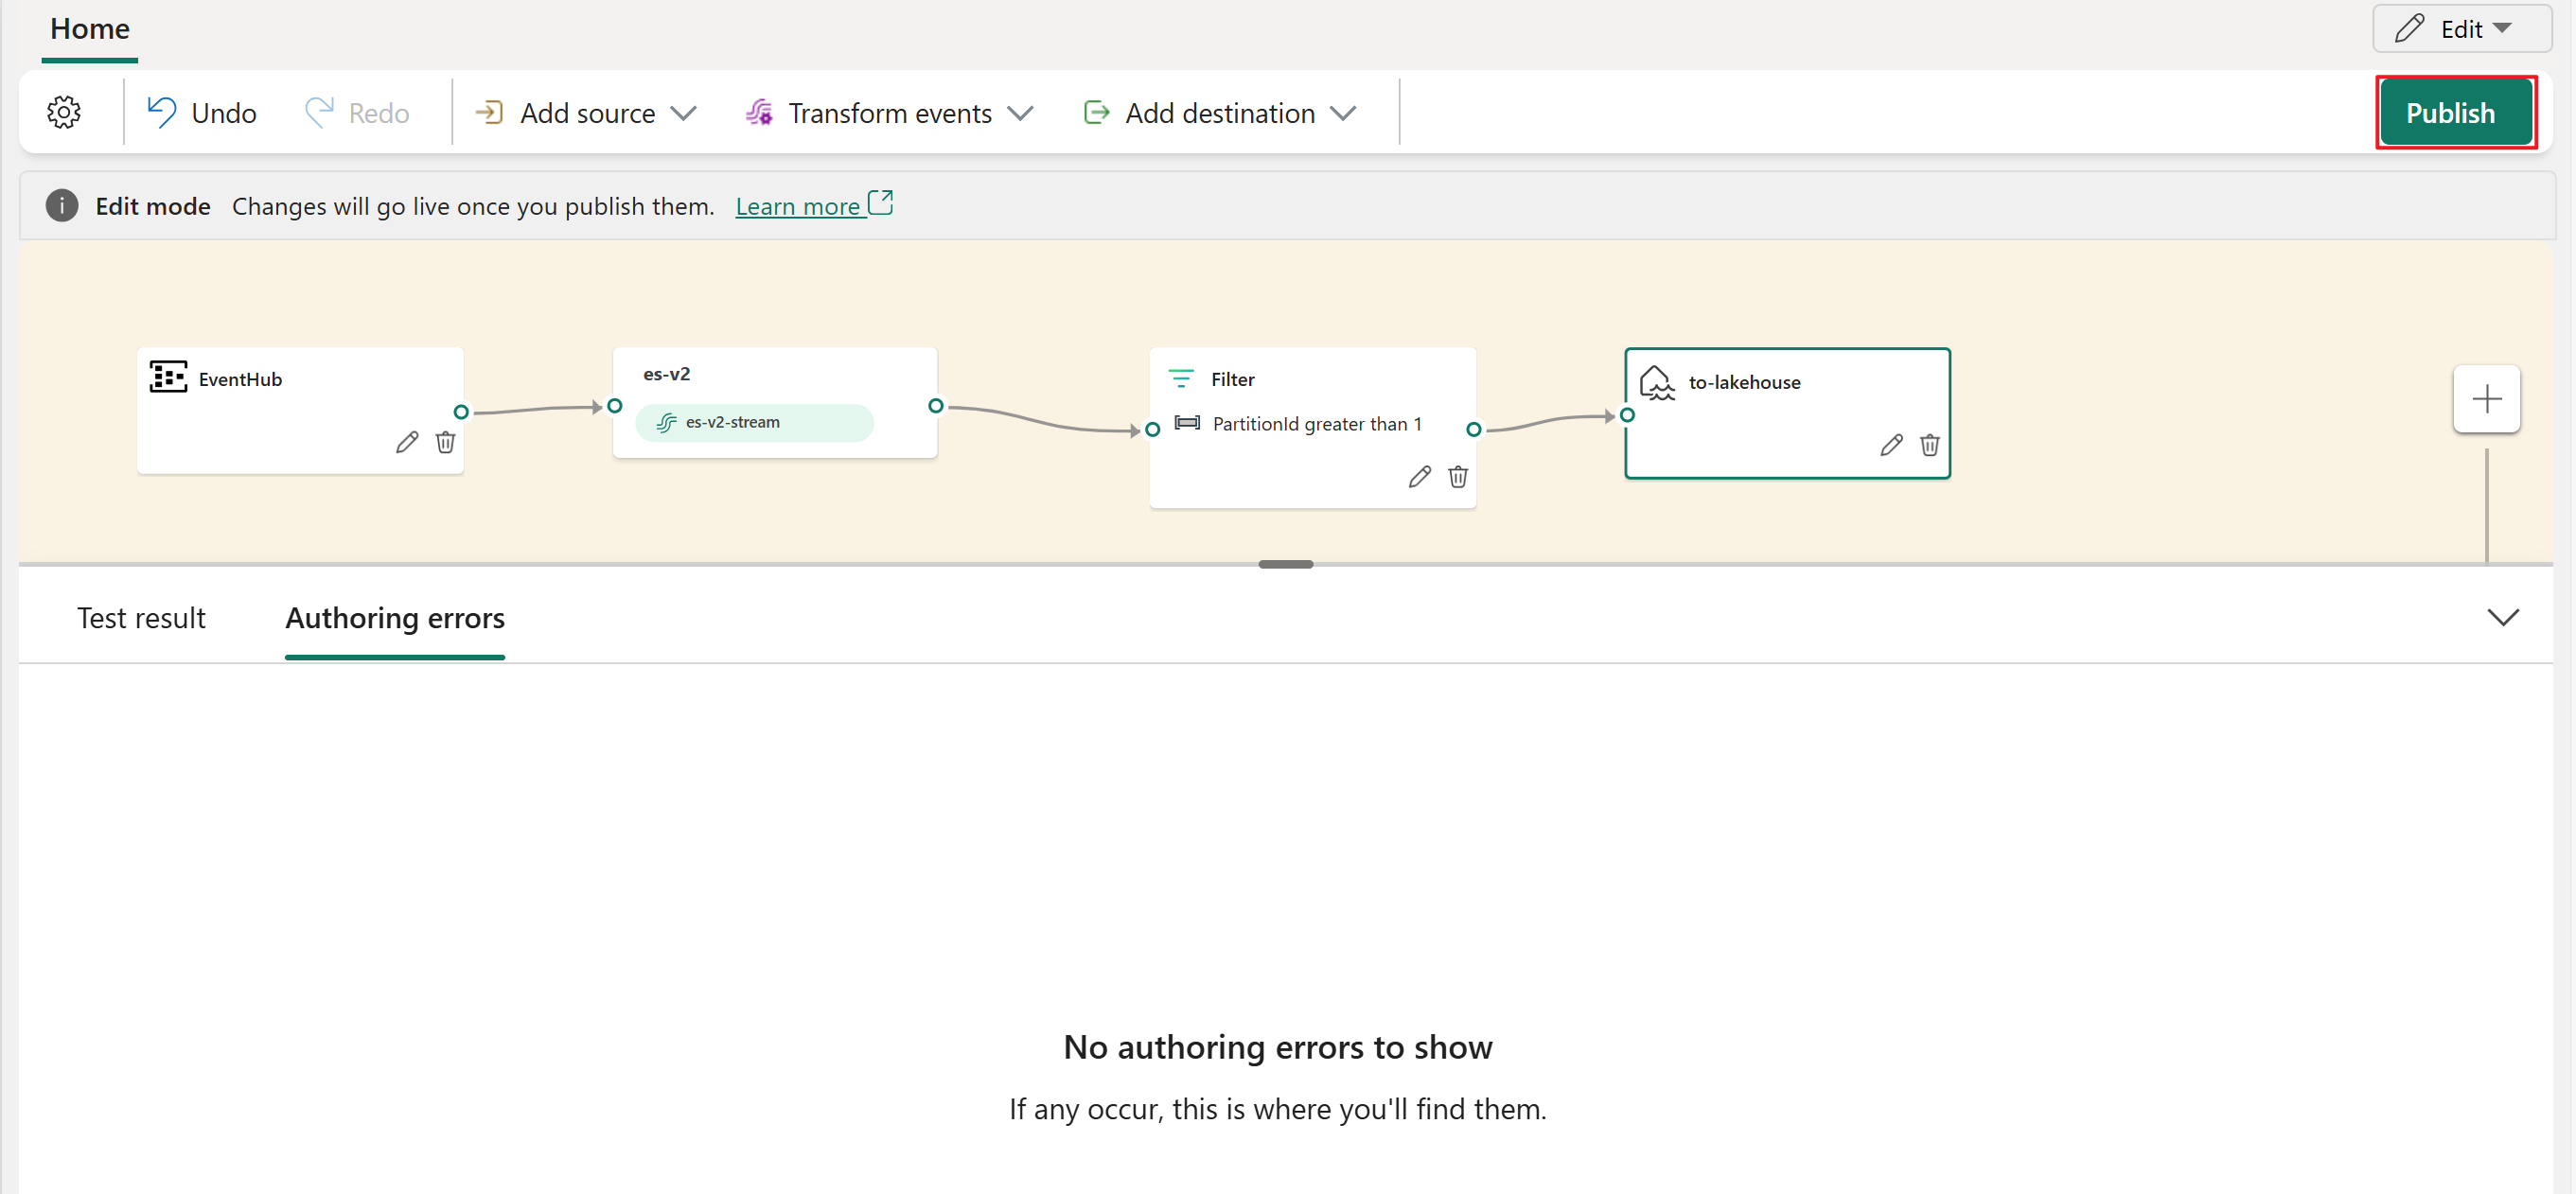 Home
Edit
Undo
Redo
Add source
Transform events
Add destination
Publish
Edit mode Changes will go live once you publish them. Learn more
EventHub
es-v2
es-v2-stream
Filter
PartitionId greater than 1
to-lakehouse
Test result
Authoring errors
No authoring errors to show
If any occur, this is where you'll find them.